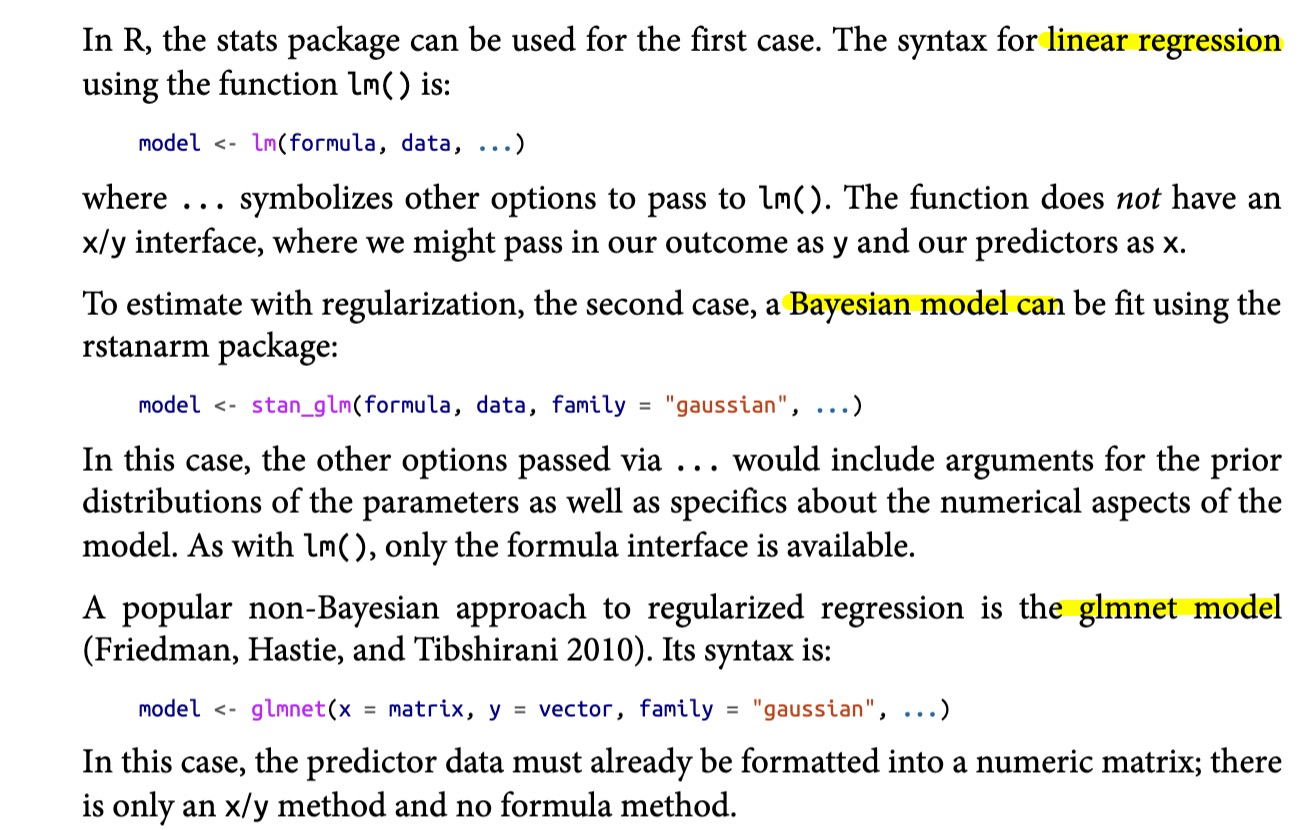 In R, the stats package can be used for the first case. The syntax for linear regression
using the function lm() is:
model <- lm(formula, data, ...)
where ... symbolizes other options to pass to lm(). The function does not have an
x/y interface, where we might pass in our outcome as y and our predictors as x.
To estimate with regularization, the second case, a Bayesian model can be fit using the
rstanarm package:
model <- stan_glm(formula, data, family = "gaussian", ...)
In this case, the other options passed via ... would include arguments for the prior
distributions of the parameters as well as specifics about the numerical aspects of the
model. As with lm(), only the formula interface is available.
A popular non-Bayesian approach to regularized regression is the glmnet model
(Friedman, Hastie, and Tibshirani 2010). Its syntax is:
model <- glmnet(x = matrix, y = vector, family = "gaussian", ...)
In this case, the predictor data must already be formatted into a numeric matrix; there
is only an x/y method and no formula method.